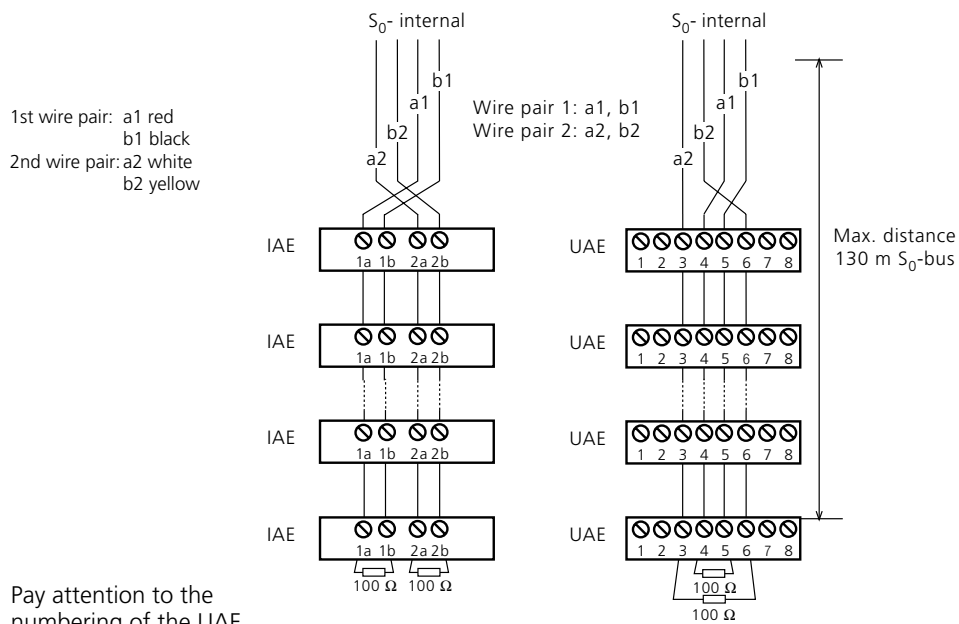 S0- internal
S0- internal
b1
a1
b2
a2
b1
a1
b2
a2
1st wire pair: a1 red
b1 black
2nd wire pair: a2 white
b2 yellow
Wire pair 1: a1, b1
Wire pair 2: a2, b2
Max. distance
130 m S0-bus
IAE
1a 1b 2a 2b
UAE
1 2 3 4 5 6 7 8
IAE
1a 1b 2a 2b
UAE
1 2 3 4 5 6 7 8
IAE
1a 1b 2a 2b
UAE
1 2 3 4 5 6 7 8
IAE
1a 1b 2a 2b
UAE
1 2 3 4 5 6 7 8
100 Ω 100 Ω
100 Ω
100 Ω
Pay attention to the
numbering of the UAE